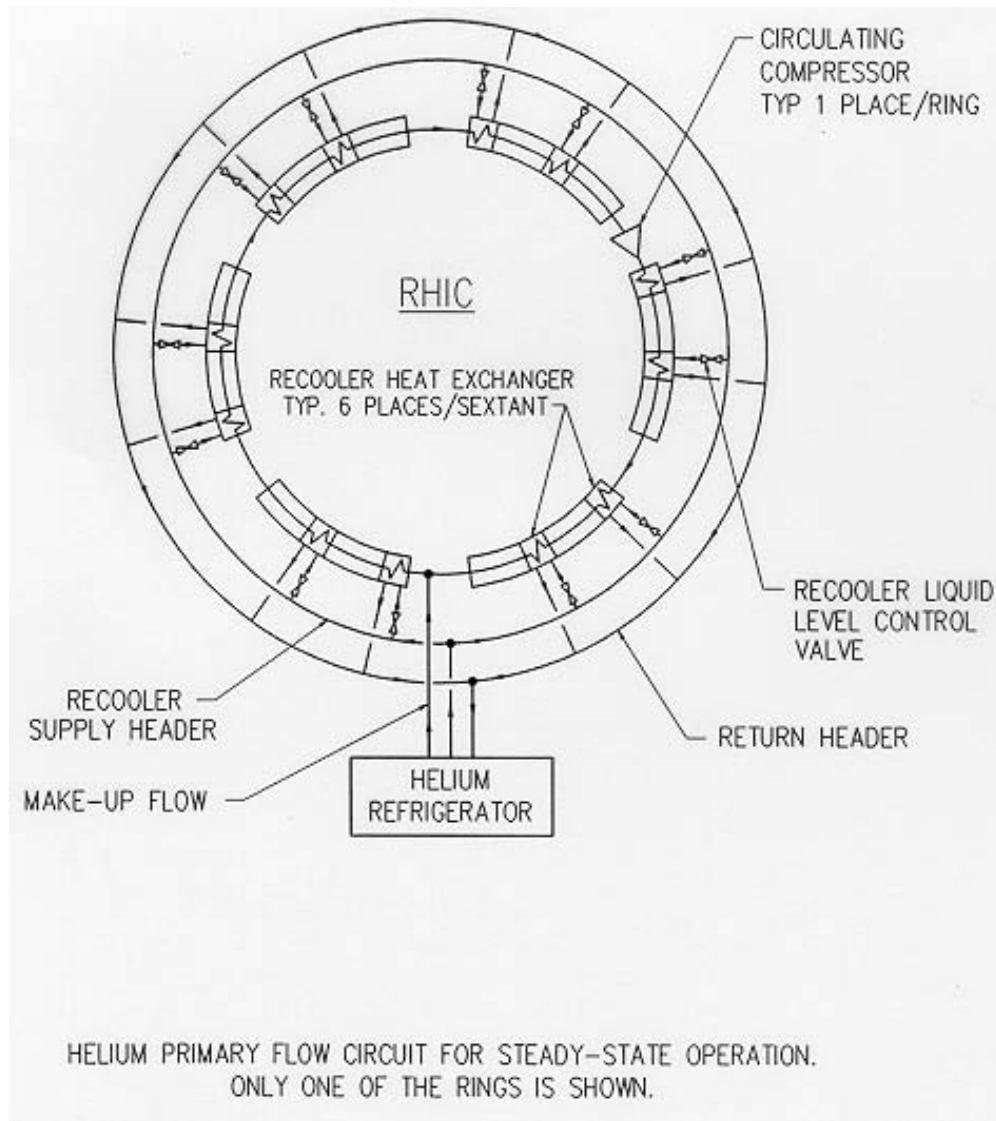 CIRCULATING
COMPRESSOR
TYP 1 PLACE/RING
RHIC
RECOOLER HEAT EXCHANGER
TYP. 6 PLACES/SEXTANT
RECOOLER LIQUID
LEVEL CONTROL
VALVE
RECOOLER
SUPPLY HEADER
RETURN HEADER
MAKE-UP FLOW
HELIUM
REFRIGERATOR
HELIUM PRIMARY FLOW CIRCUIT FOR STEADY-STATE OPERATION.
ONLY ONE OF THE RINGS IS SHOWN.